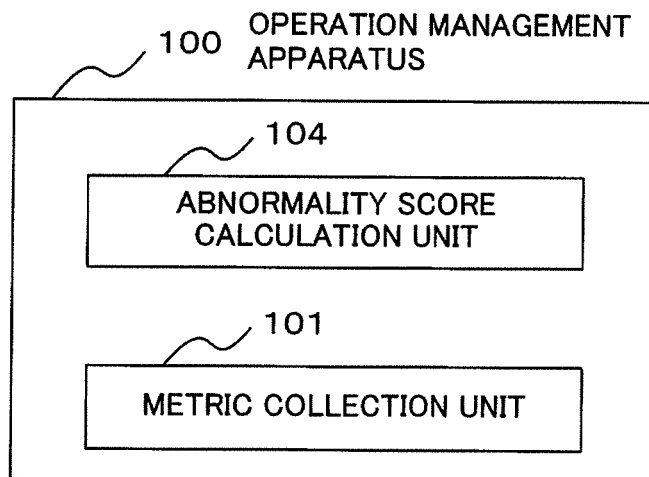 100 OPERATION MANAGEMENT
APPARATUS
104
ABNORMALITY SCORE
CALCULATION UNIT
101
METRIC COLLECTION UNIT